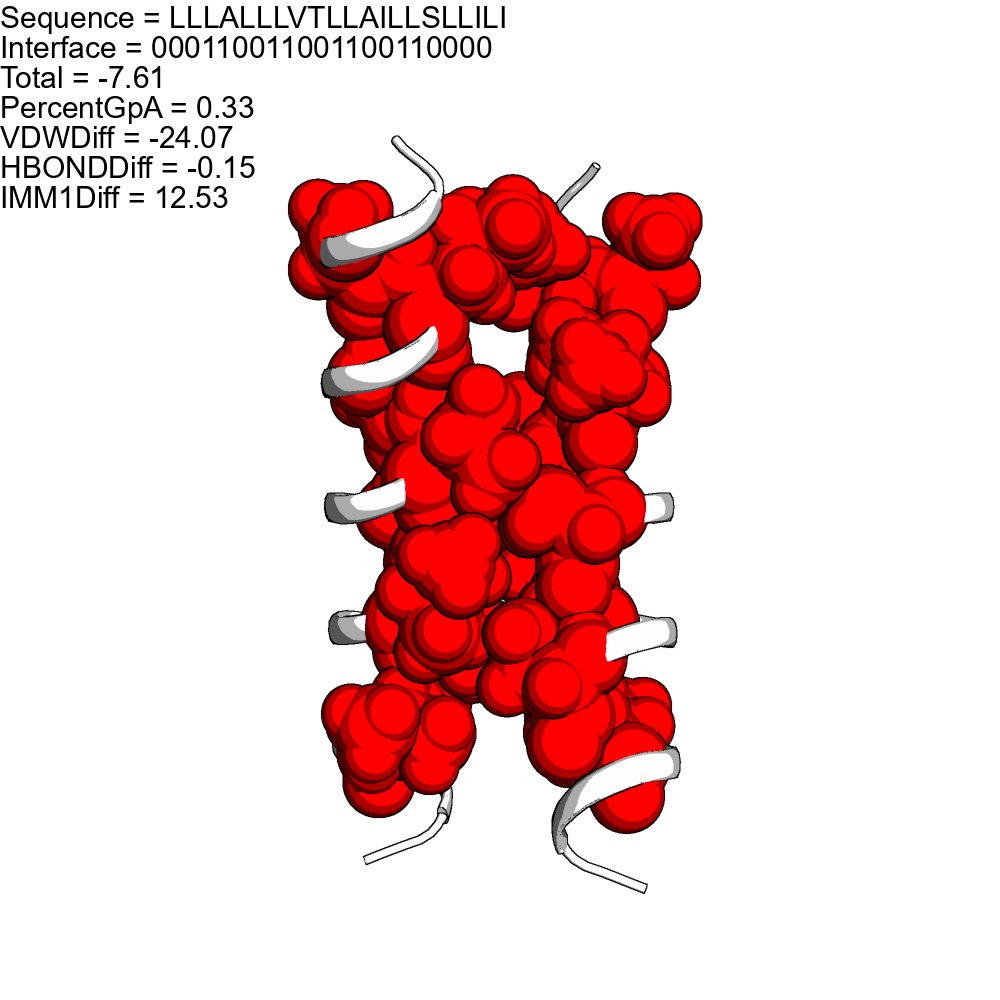 Sequence = LLLALLLVTLLAILLSLLILI
Interface = 000110011001100110000
Total = -7.61
PercentGpA = 0.33
VDWDiff = -24.07
HBONDDiff = -0.15
IMM1Diff = 12.53